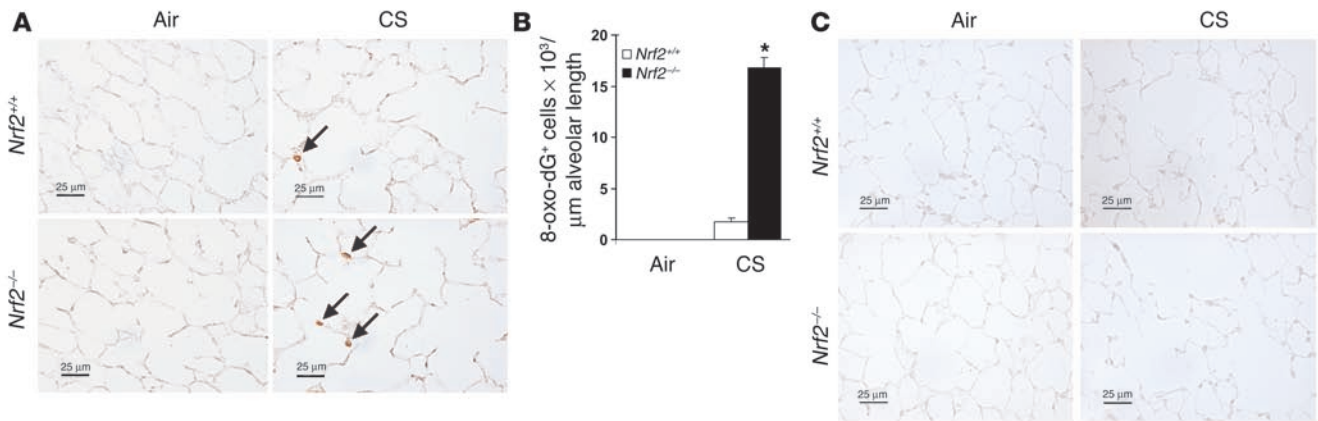 A
Air
CS
Nrf2+/+
Nrf2−/−
25 µm
25 µm
25 µm
25 µm
B
8-oxo-dG+ cells × 10³/
µm alveolar length
20
15
10
5
0
Nrf2+/+
Nrf2−/−
*
Air
CS
C
Air
CS
Nrf2+/+
Nrf2−/−
25 µm
25 µm
25 µm
25 µm